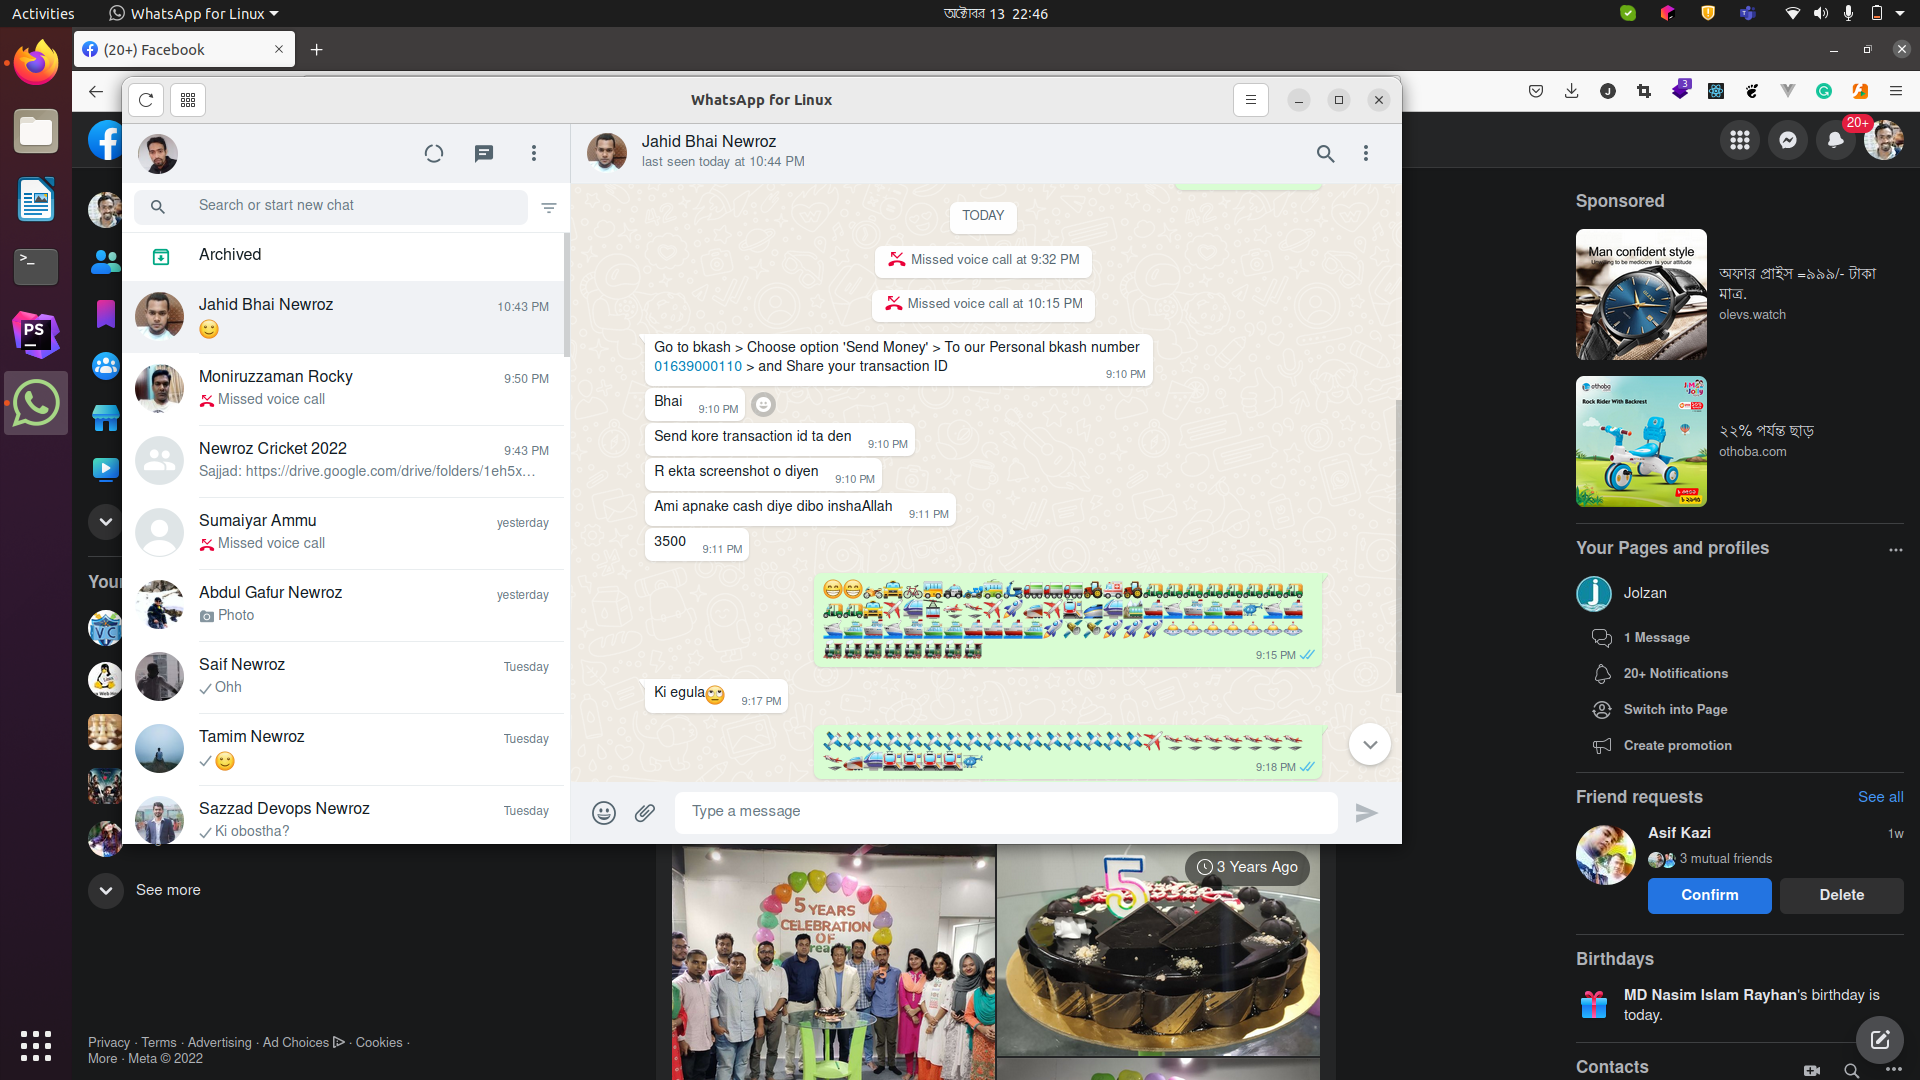 Activities
WhatsApp for Linux
অক্টোবর 13 22:46
(20+) Facebook
3
WhatsApp for Linux
Search or start new chat
Archived
Jahid Bhai Newroz
10:43 PM
Moniruzzaman Rocky
9:50 PM
Missed voice call
Newroz Cricket 2022
9:43 PM
Sajjad: https://drive.google.com/drive/folders/1eh5x...
Sumaiyar Ammu
yesterday
Missed voice call
Abdul Gafur Newroz
yesterday
Photo
Saif Newroz
Tuesday
Ohh
Tamim Newroz
Tuesday
Sazzad Devops Newroz
Tuesday
Ki obostha?
Jahid Bhai Newroz
last seen today at 10:44 PM
TODAY
Missed voice call at 9:32 PM
Missed voice call at 10:15 PM
Go to bkash > Choose option 'Send Money' > To our Personal bkash number
01639000110 > and Share your transaction ID
9:10 PM
Bhai
9:10 PM
Send kore transaction id ta den
9:10 PM
R ekta screenshot o diyen
9:10 PM
Ami apnake cash diye dibo inshaAllah
9:11 PM
3500
9:11 PM
9:15 PM
Ki egula
9:17 PM
9:18 PM
Type a message
20+
Sponsored
Man confident style
অফার প্রাইস =৯৯৯/- টাকা
মাত্র.
olevs.watch
othoba
Rock Rider With Backrest
২২% পর্যন্ত ছাড়
othoba.com
Your Pages and profiles
Jolzan
1 Message
20+ Notifications
Switch into Page
Create promotion
Friend requests
See all
Asif Kazi
1w
3 mutual friends
Confirm
Delete
Birthdays
MD Nasim Islam Rayhan's birthday is
today.
Contacts
Your
See more
Privacy · Terms · Advertising · Ad Choices · Cookies ·
More · Meta © 2022
3 Years Ago
5 YEARS
CELEBRATION
OF
5
PS